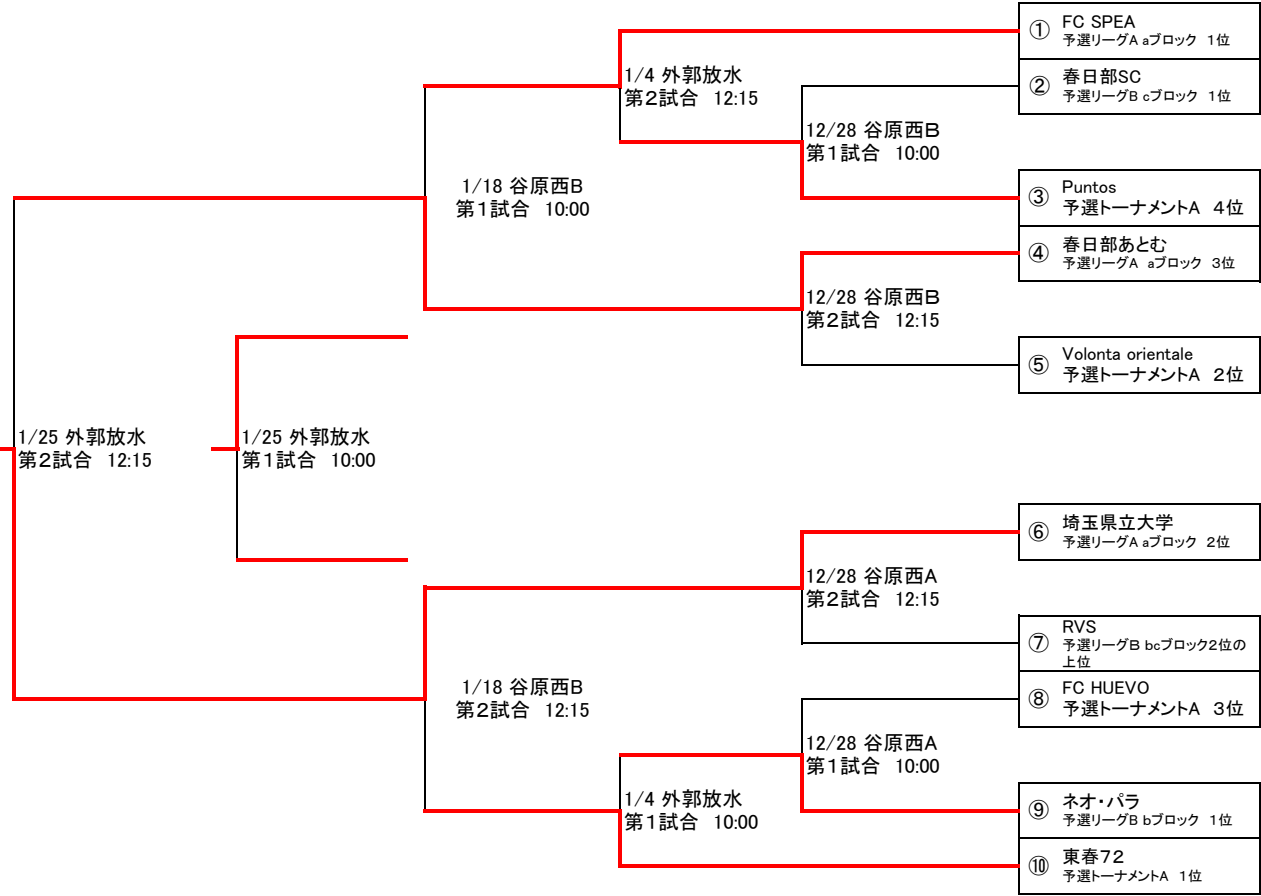 ① FC SPEA
予選リーグA aブロック 1位
1/4 外郭放水
第2試合 12:15
② 春日部SC
予選リーグB cブロック 1位
12/28 谷原西B
第1試合 10:00
1/18 谷原西B
第1試合 10:00
③ Puntos
予選トーナメントA 4位
④ 春日部あとむ
予選リーグA aブロック 3位
12/28 谷原西B
第2試合 12:15
⑤ Volonta orientale
予選トーナメントA 2位
1/25 外郭放水
第2試合 12:15
1/25 外郭放水
第1試合 10:00
⑥ 埼玉県立大学
予選リーグA aブロック 2位
12/28 谷原西A
第2試合 12:15
⑦ RVS
予選リーグB bcブロック2位の
上位
1/18 谷原西B
第2試合 12:15
⑧ FC HUEVO
予選トーナメントA 3位
12/28 谷原西A
第1試合 10:00
1/4 外郭放水
第1試合 10:00
⑨ ネオ・パラ
予選リーグB bブロック 1位
⑩ 東春72
予選トーナメントA 1位